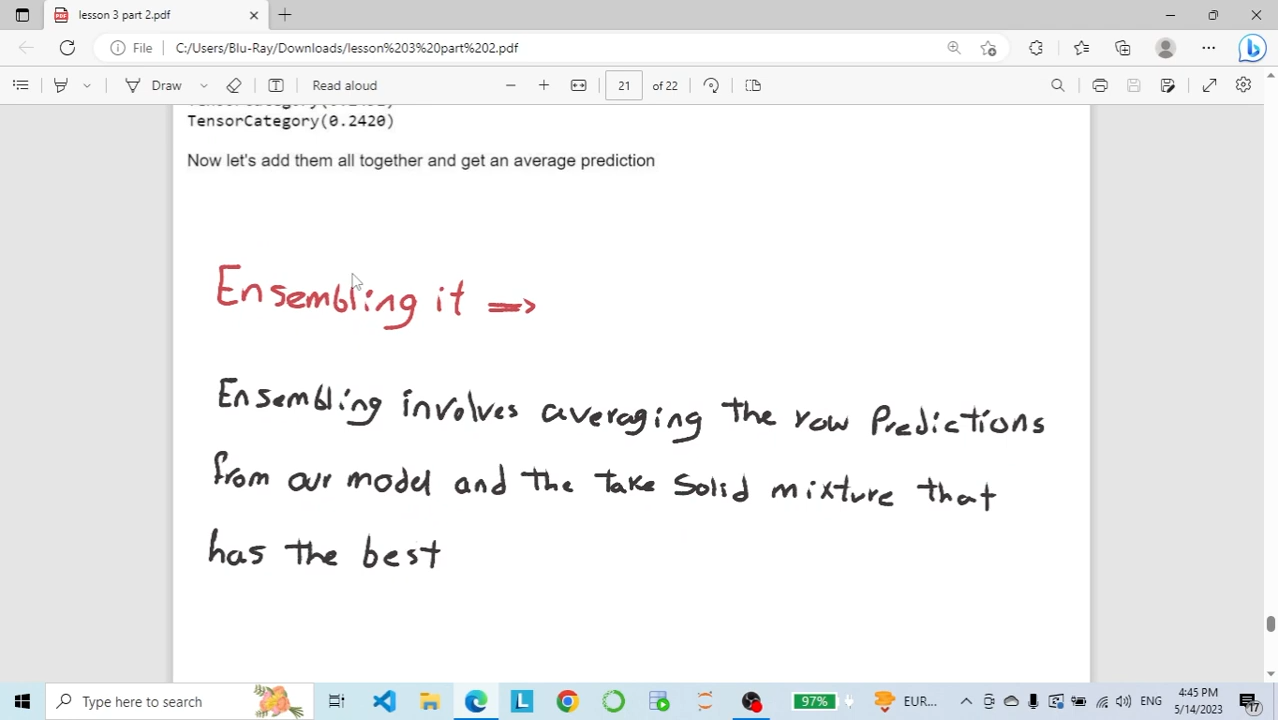 lesson 3 part 2.pdf
File C:/Users/Blu-Ray/Downloads/lesson%203%20part%202.pdf
Draw Read aloud 21 of 22
TensorCategory(0.2420)
Now let's add them all together and get an average prediction
Ensembling it =>
Ensembling involves averaging the row Predictions
from our model and the take Solid mixture that
has the best
Type here to search 97% EUR... ENG 4:45 PM
5/14/2023 17